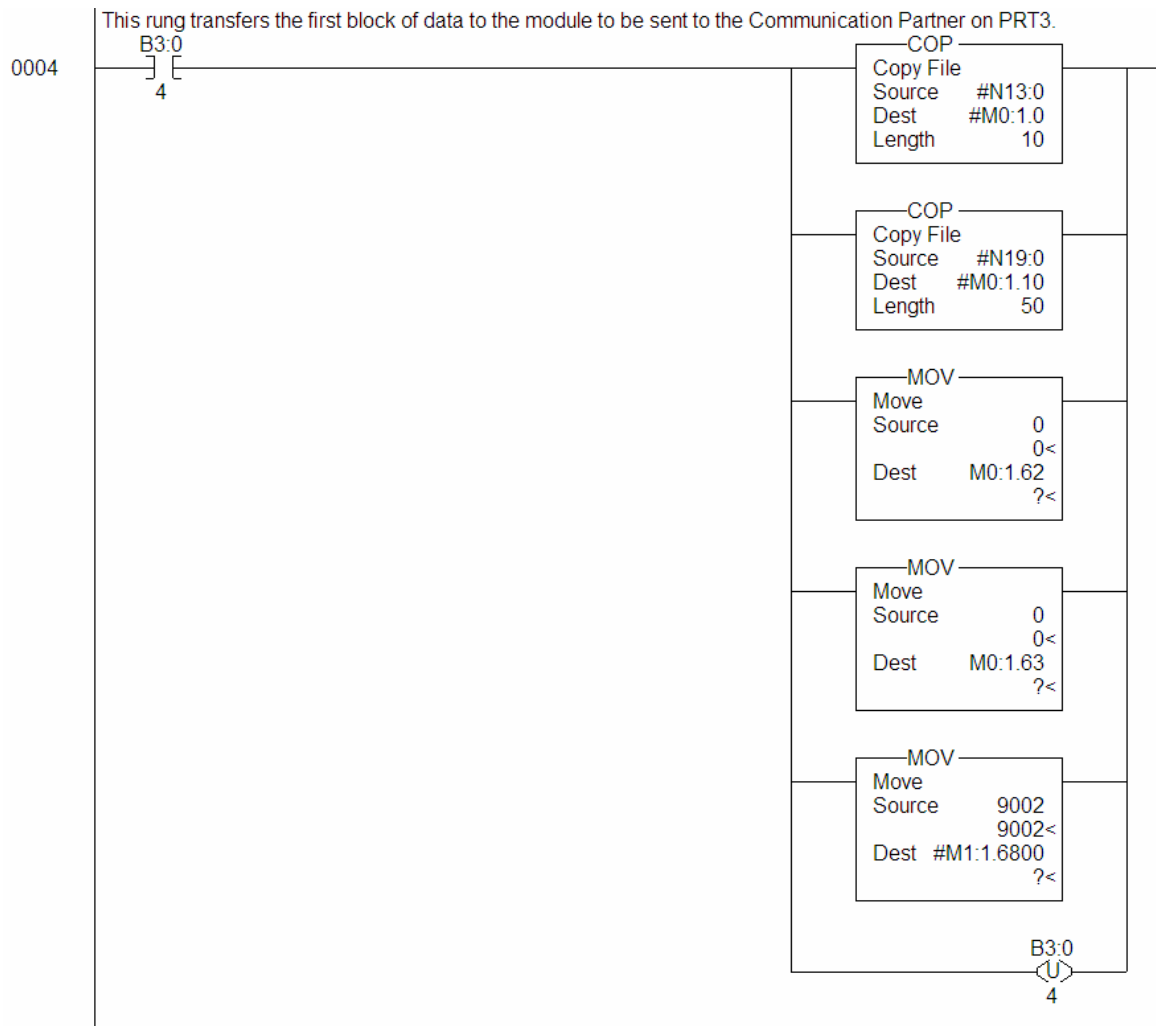 This rung transfers the first block of data to the module to be sent to the Communication Partner on PRT3.
B3:0
0004
4
COP
Copy File
Source #N13:0
Dest #M0:1.0
Length 10
COP
Copy File
Source #N19:0
Dest #M0:1.10
Length 50
MOV
Move
Source 0
0<
Dest M0:1.62
?<
MOV
Move
Source 0
0<
Dest M0:1.63
?<
MOV
Move
Source 9002
9002<
Dest #M1:1.6800
?<
B3:0
U
4